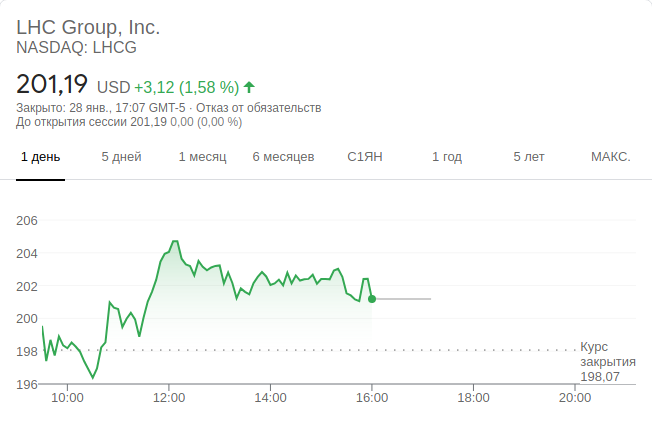 LHC Group, Inc.
NASDAQ: LHCG
201,19 USD +3,12 (1,58 %)
Закрыто: 28 янв., 17:07 GMT-5 · Отказ от обязательств
До открытия сессии 201,19 0,00 (0,00 %)
1 день 5 дней 1 месяц 6 месяцев С1ЯН 1 год 5 лет МАКС.
206
204
202
200
198
196
Курс
закрытия
198,07
10:00 12:00 14:00 16:00 18:00 20:00